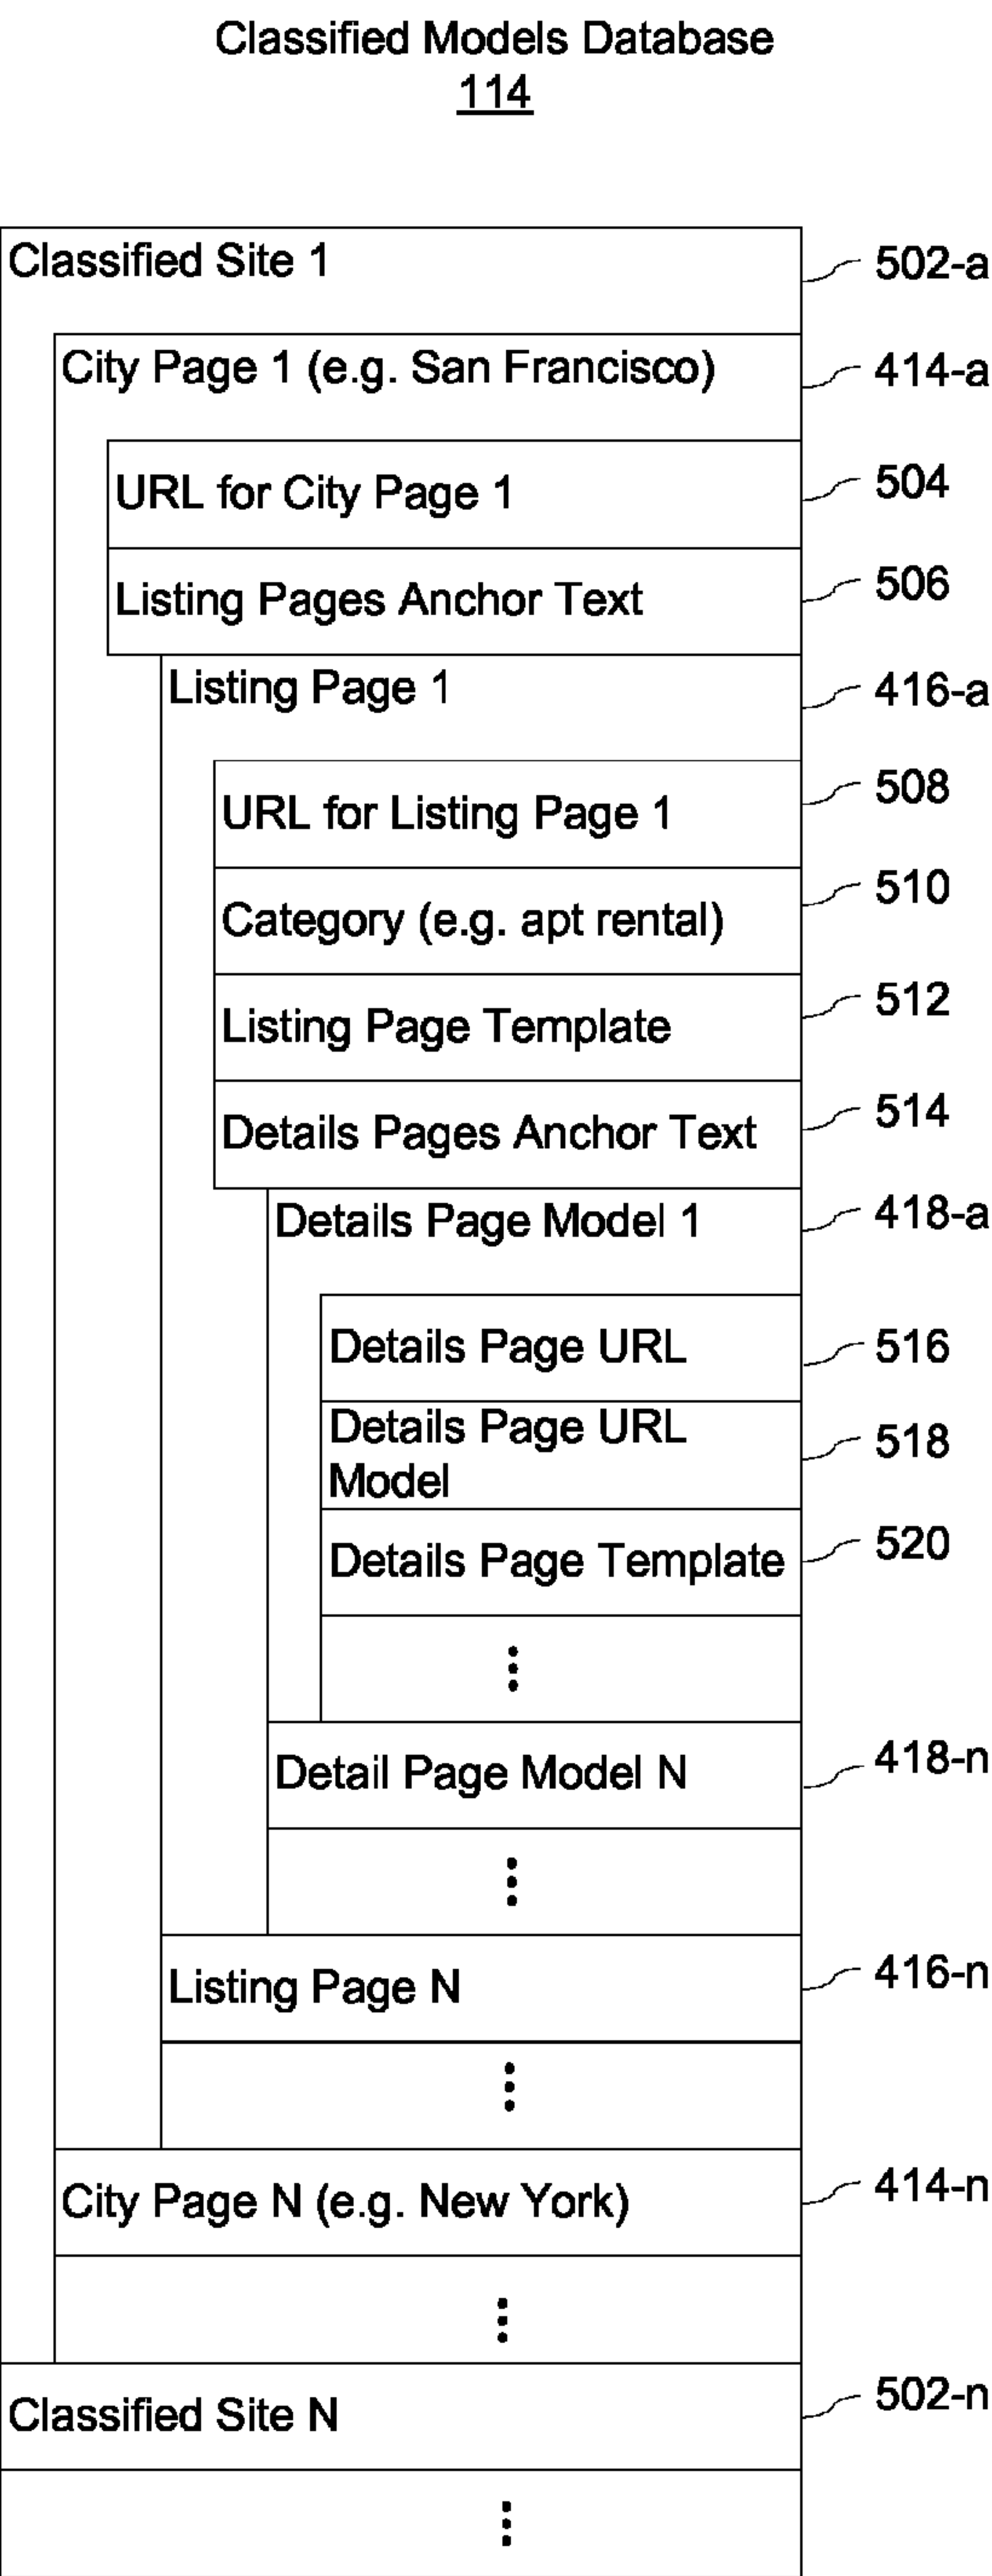 Classified Models Database
114
Classified Site 1
502-a
City Page 1 (e.g. San Francisco)
414-a
URL for City Page 1
504
Listing Pages Anchor Text
506
Listing Page 1
416-a
URL for Listing Page 1
508
Category (e.g. apt rental)
510
Listing Page Template
512
Details Pages Anchor Text
514
Details Page Model 1
418-a
Details Page URL
516
Details Page URL
Model
518
Details Page Template
520
Detail Page Model N
418-n
Listing Page N
416-n
City Page N (e.g. New York)
414-n
Classified Site N
502-n